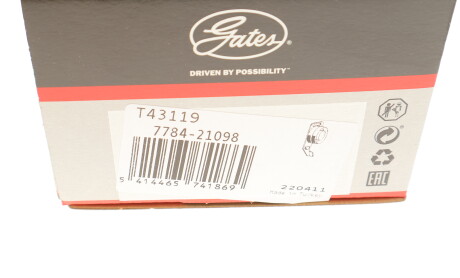 Gates
DRIVEN BY POSSIBILITY™
T43119
7784-21098
5 414465 741869
220411
EAC